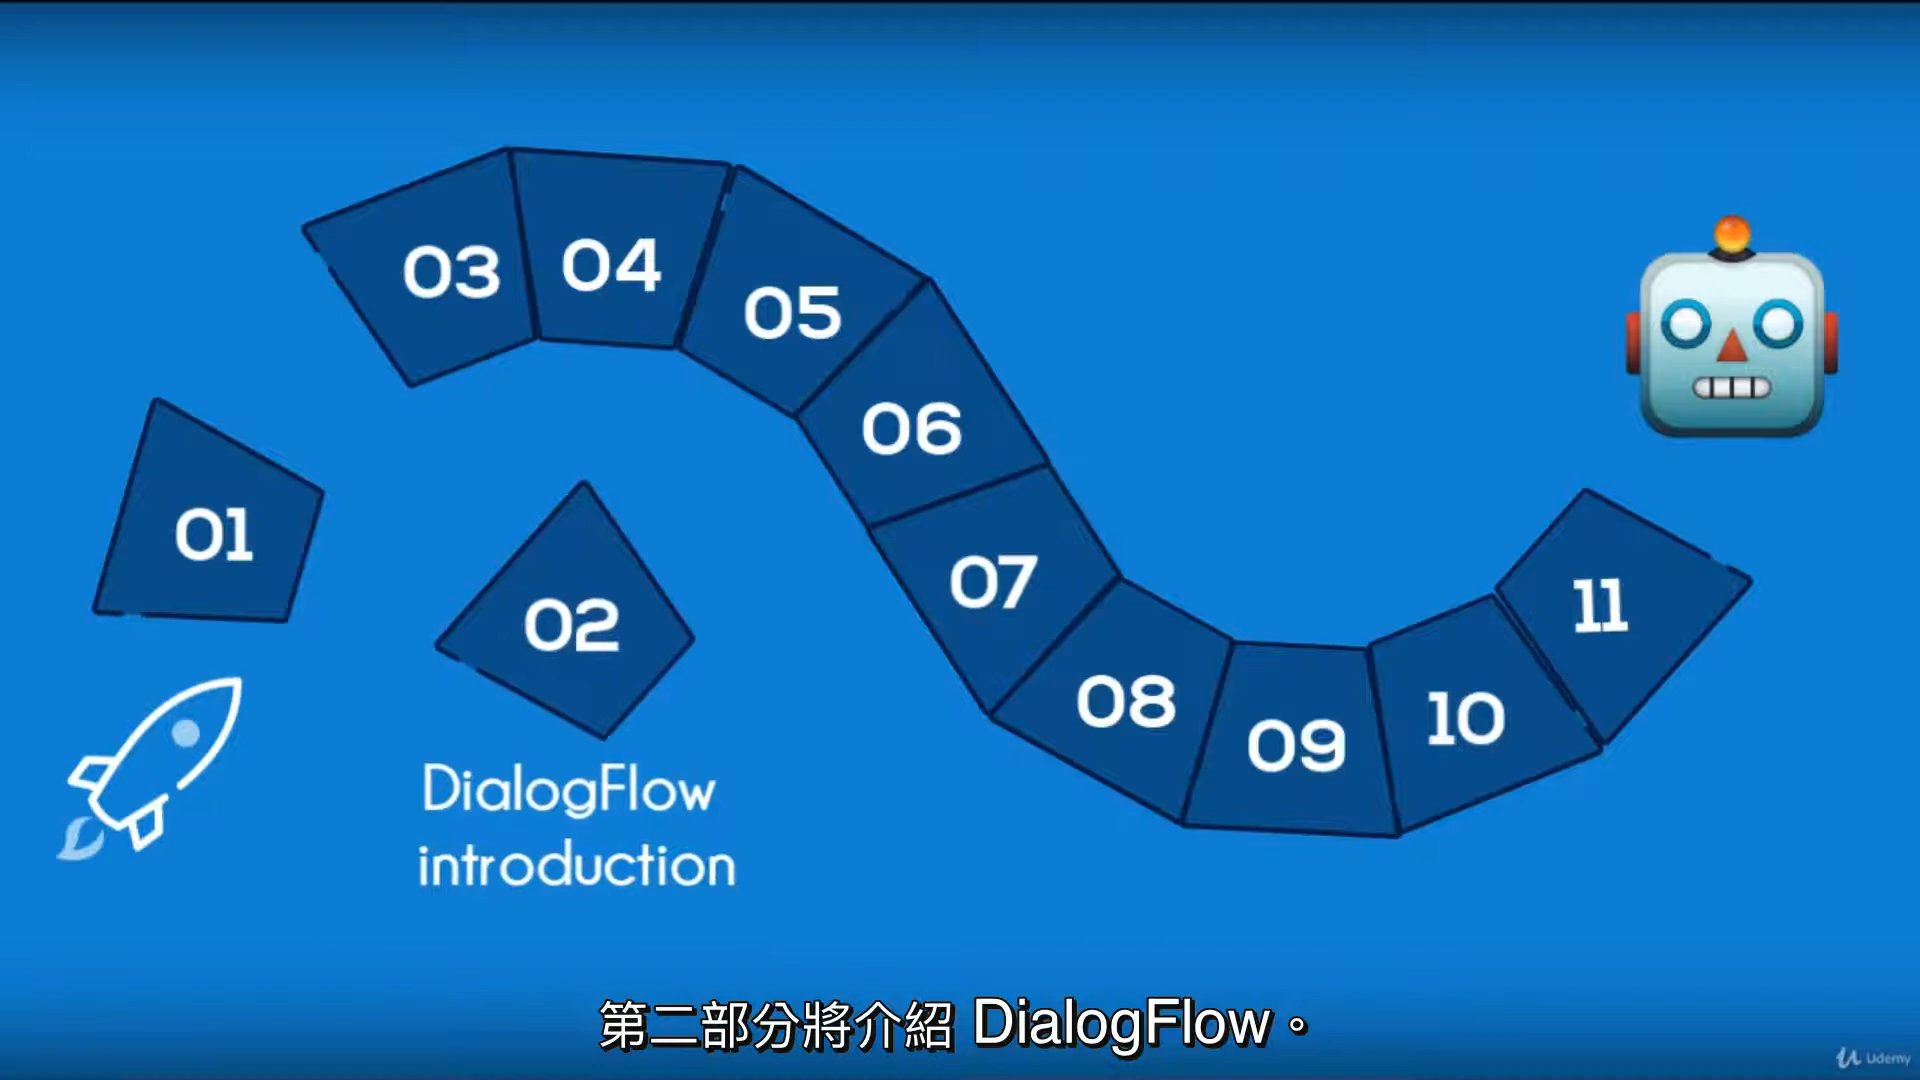 01
02
03
04
05
06
07
08
09
10
11
DialogFlow
introduction
第二部分將介紹 DialogFlow。
Udemy